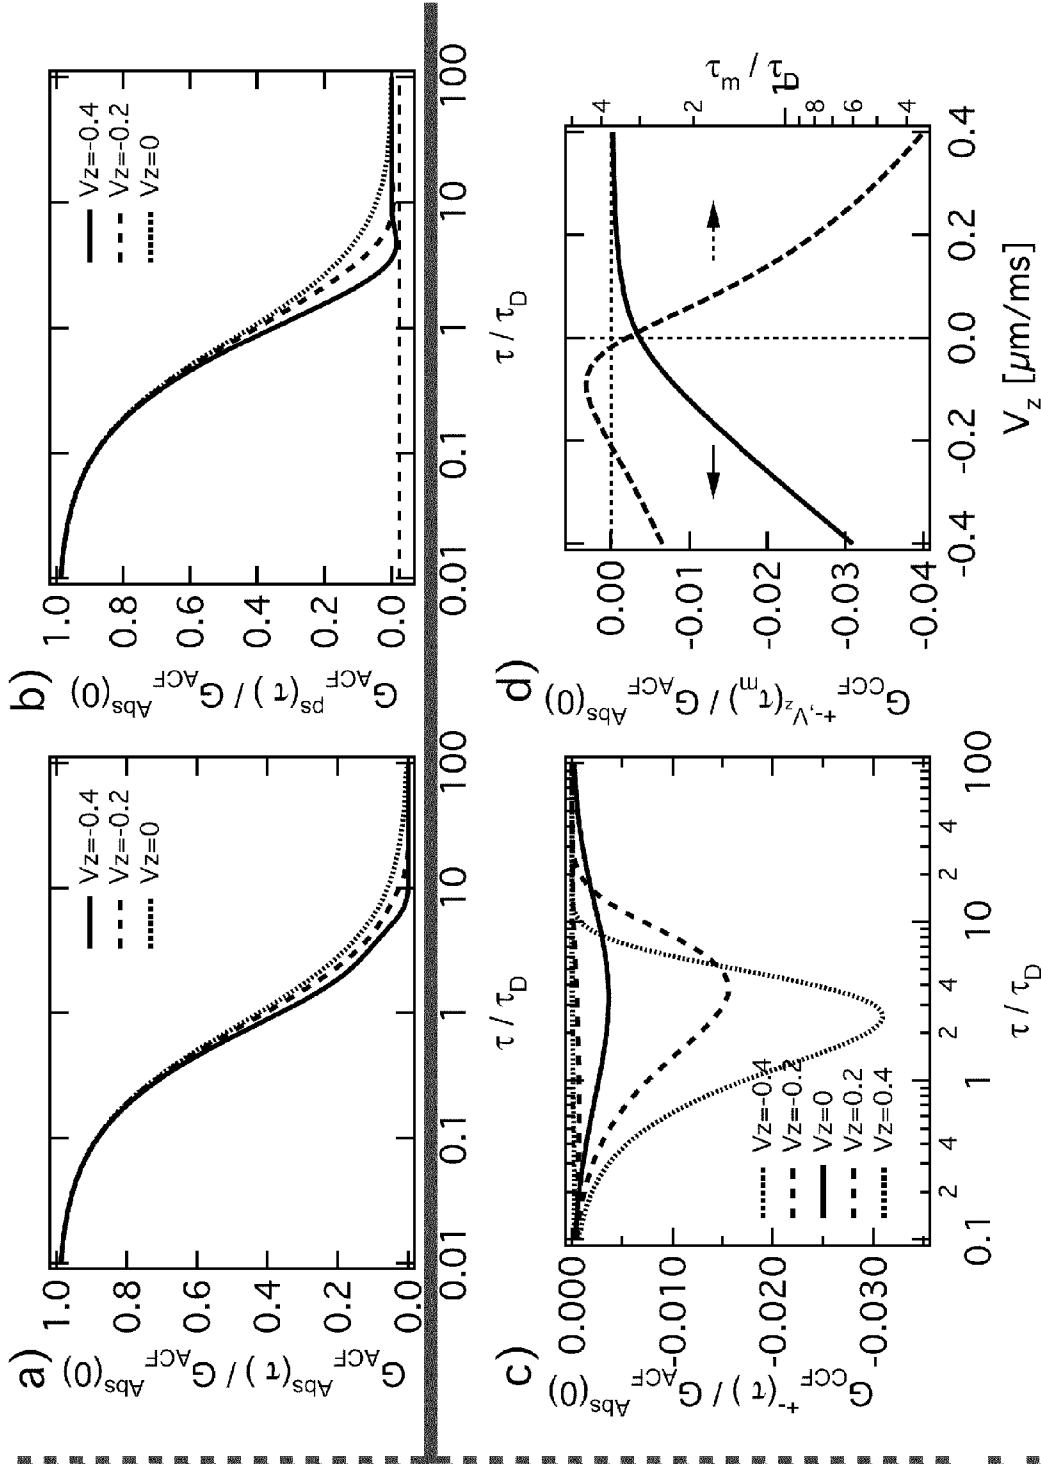 a)
G_ACF^Abs(τ) / G_ACF^Abs(0)
1.0
0.8
0.6
0.4
0.2
0.0
Vz=-0.4
Vz=-0.2
Vz=0
0.01 0.1 1 10 100
τ / τ_D
b)
G_ACF^ps(τ) / G_ACF^Abs(0)
1.0
0.8
0.6
0.4
0.2
0.0
Vz=-0.4
Vz=-0.2
Vz=0
0.01 0.1 1 10 100
τ / τ_D
c)
G_CCF^+-(τ) / G_ACF^Abs(0)
0.000
-0.010
-0.020
-0.030
Vz=-0.4
Vz=-0.2
Vz=0
Vz=0.2
Vz=0.4
2 4 2 4 2 4
0.1 1 10 100
τ / τ_D
d)
G_CCF^+-,Vz(τ_m) / G_ACF^Abs(0)
0.00
-0.01
-0.02
-0.03
-0.04
-0.4 -0.2 0.0 0.2 0.4
V_z [μm/ms]
4
2
1
8
6
4
τ_m / τ_D